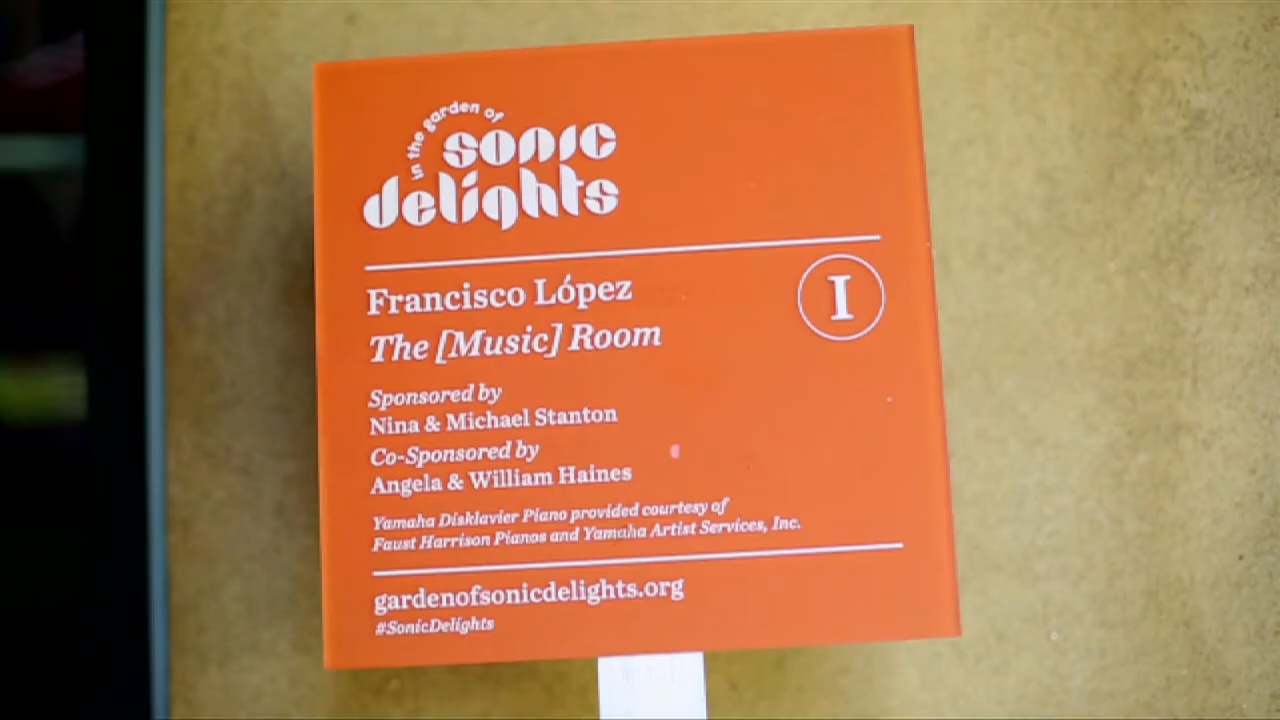 in the garden of
sonic
delights
Francisco López
I
The [Music] Room
Sponsored by
Nina & Michael Stanton
Co-Sponsored by
Angela & William Haines
Yamaha Disklavier Piano provided courtesy of
Faust Harrison Pianos and Yamaha Artist Services, Inc.
gardenofsonicdelights.org
#SonicDelights